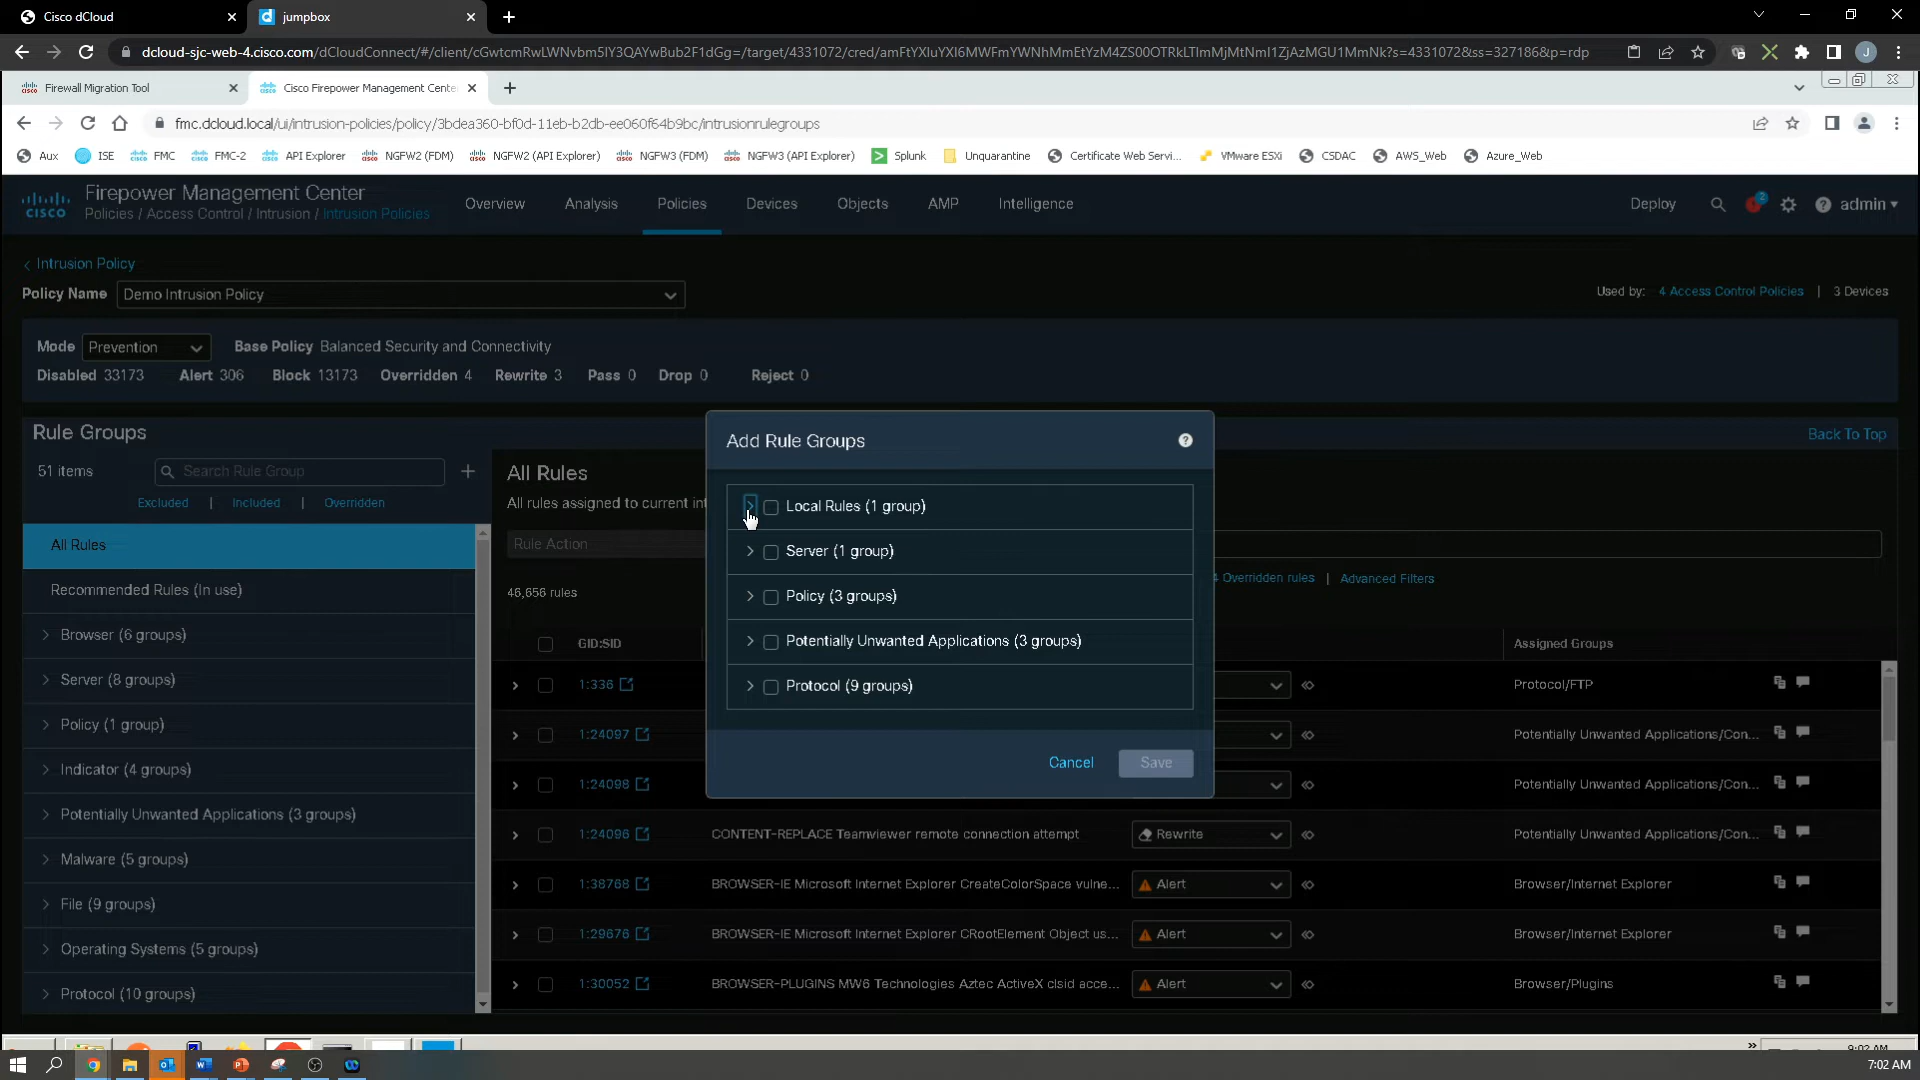 Cisco dCloud
jumpbox
dcloud-sjc-web-4.cisco.com/dCloudConnect/#/client/
Firewall Migration Tool
Cisco Firepower Management Cente
fmc.dcloud.local/ui/intrusion-policies/policy/3bdea360-bf0d-11eb-b2db-ee060f64b9bc/intrusionrulegroups
Aux
ISE
FMC
FMC-2
API Explorer
NGFW2 (FDM)
NGFW2 (API Explorer)
NGFW3 (FDM)
NGFW3 (API Explorer)
Splunk
Unquarantine
Certificate Web Servi...
VMware ESXi
CSDAC
AWS_Web
Azure_Web
CISCO
Firepower Management Center
Policies / Access Control / Intrusion / Intrusion Policies
Overview
Analysis
Policies
Devices
Objects
AMP
Intelligence
Deploy
2
admin
Intrusion Policy
Policy Name Demo Intrusion Policy
Used by: 4 Access Control Policies | 3 Devices
Mode Prevention Base Policy Balanced Security and Connectivity
Disabled 33173 Alert 306 Block 13173 Overridden 4 Rewrite 3 Pass 0 Drop 0 Reject 0
Rule Groups
Back To Top
51 items
Search Rule Group
Excluded | Included | Overridden
All Rules
Recommended Rules (In use)
Browser (6 groups)
Server (8 groups)
Policy (1 group)
Indicator (4 groups)
Potentially Unwanted Applications (3 groups)
Malware (5 groups)
File (9 groups)
Operating Systems (5 groups)
Protocol (10 groups)
All Rules
All rules assigned to current int
Rule Action
46,656 rules
4 Overridden rules | Advanced Filters
GID:SID
Assigned Groups
1:336
Protocol/FTP
1:24097
Potentially Unwanted Applications/Con...
1:24098
Potentially Unwanted Applications/Con...
1:24096
CONTENT-REPLACE Teamviewer remote connection attempt
Rewrite
Potentially Unwanted Applications/Con...
1:38768
BROWSER-IE Microsoft Internet Explorer CreateColorSpace vulne...
Alert
Browser/Internet Explorer
1:29676
BROWSER-IE Microsoft Internet Explorer CRootElement Object us...
Alert
Browser/Internet Explorer
1:30052
BROWSER-PLUGINS MW6 Technologies Aztec ActiveX clsid acce...
Alert
Browser/Plugins
Add Rule Groups
Local Rules (1 group)
Server (1 group)
Policy (3 groups)
Potentially Unwanted Applications (3 groups)
Protocol (9 groups)
Cancel
Save
9:02 AM
7:02 AM